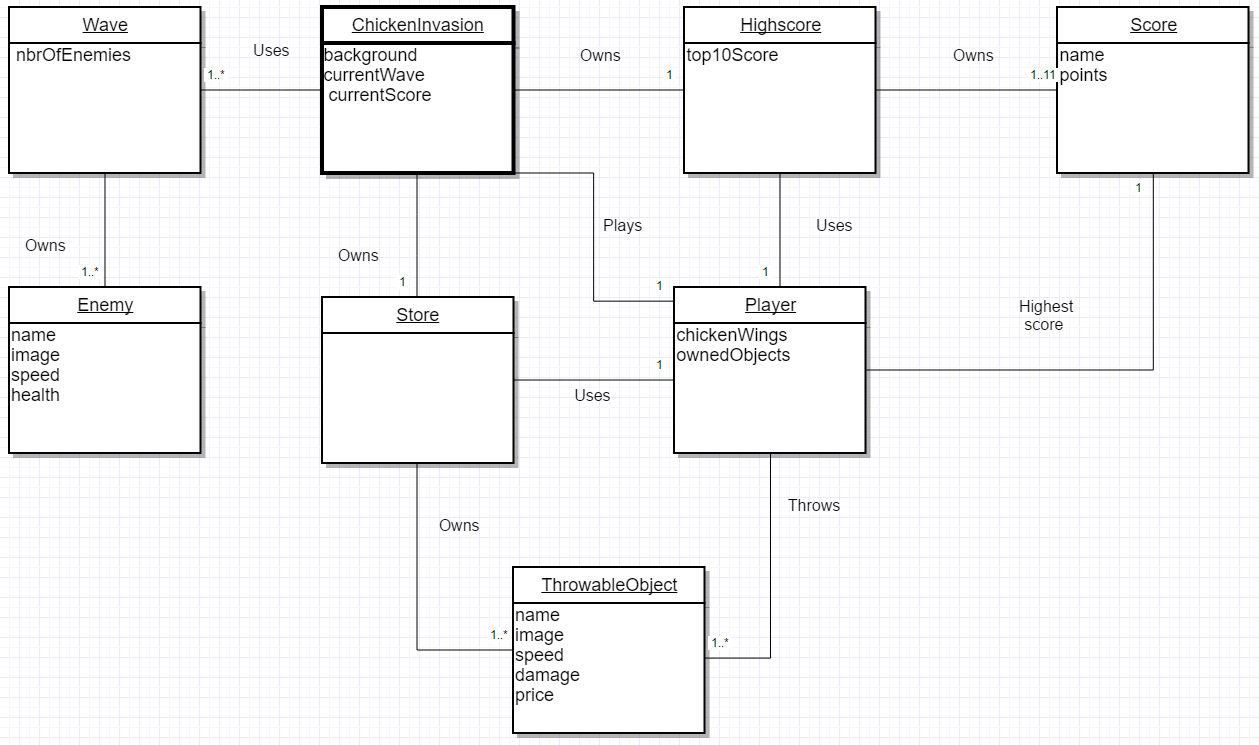 Wave
nbrOfEnemies
Uses
1..*
ChickenInvasion
background
currentWave
currentScore
Owns
1
Highscore
top10Score
Owns
1..11
Score
name
points
1
Owns
1..*
Owns
1
Plays
1
Uses
1
Highest
score
Enemy
name
image
speed
health
Store
1
Uses
Player
chickenWings
ownedObjects
Owns
1..*
Throws
1..*
ThrowableObject
name
image
speed
damage
price